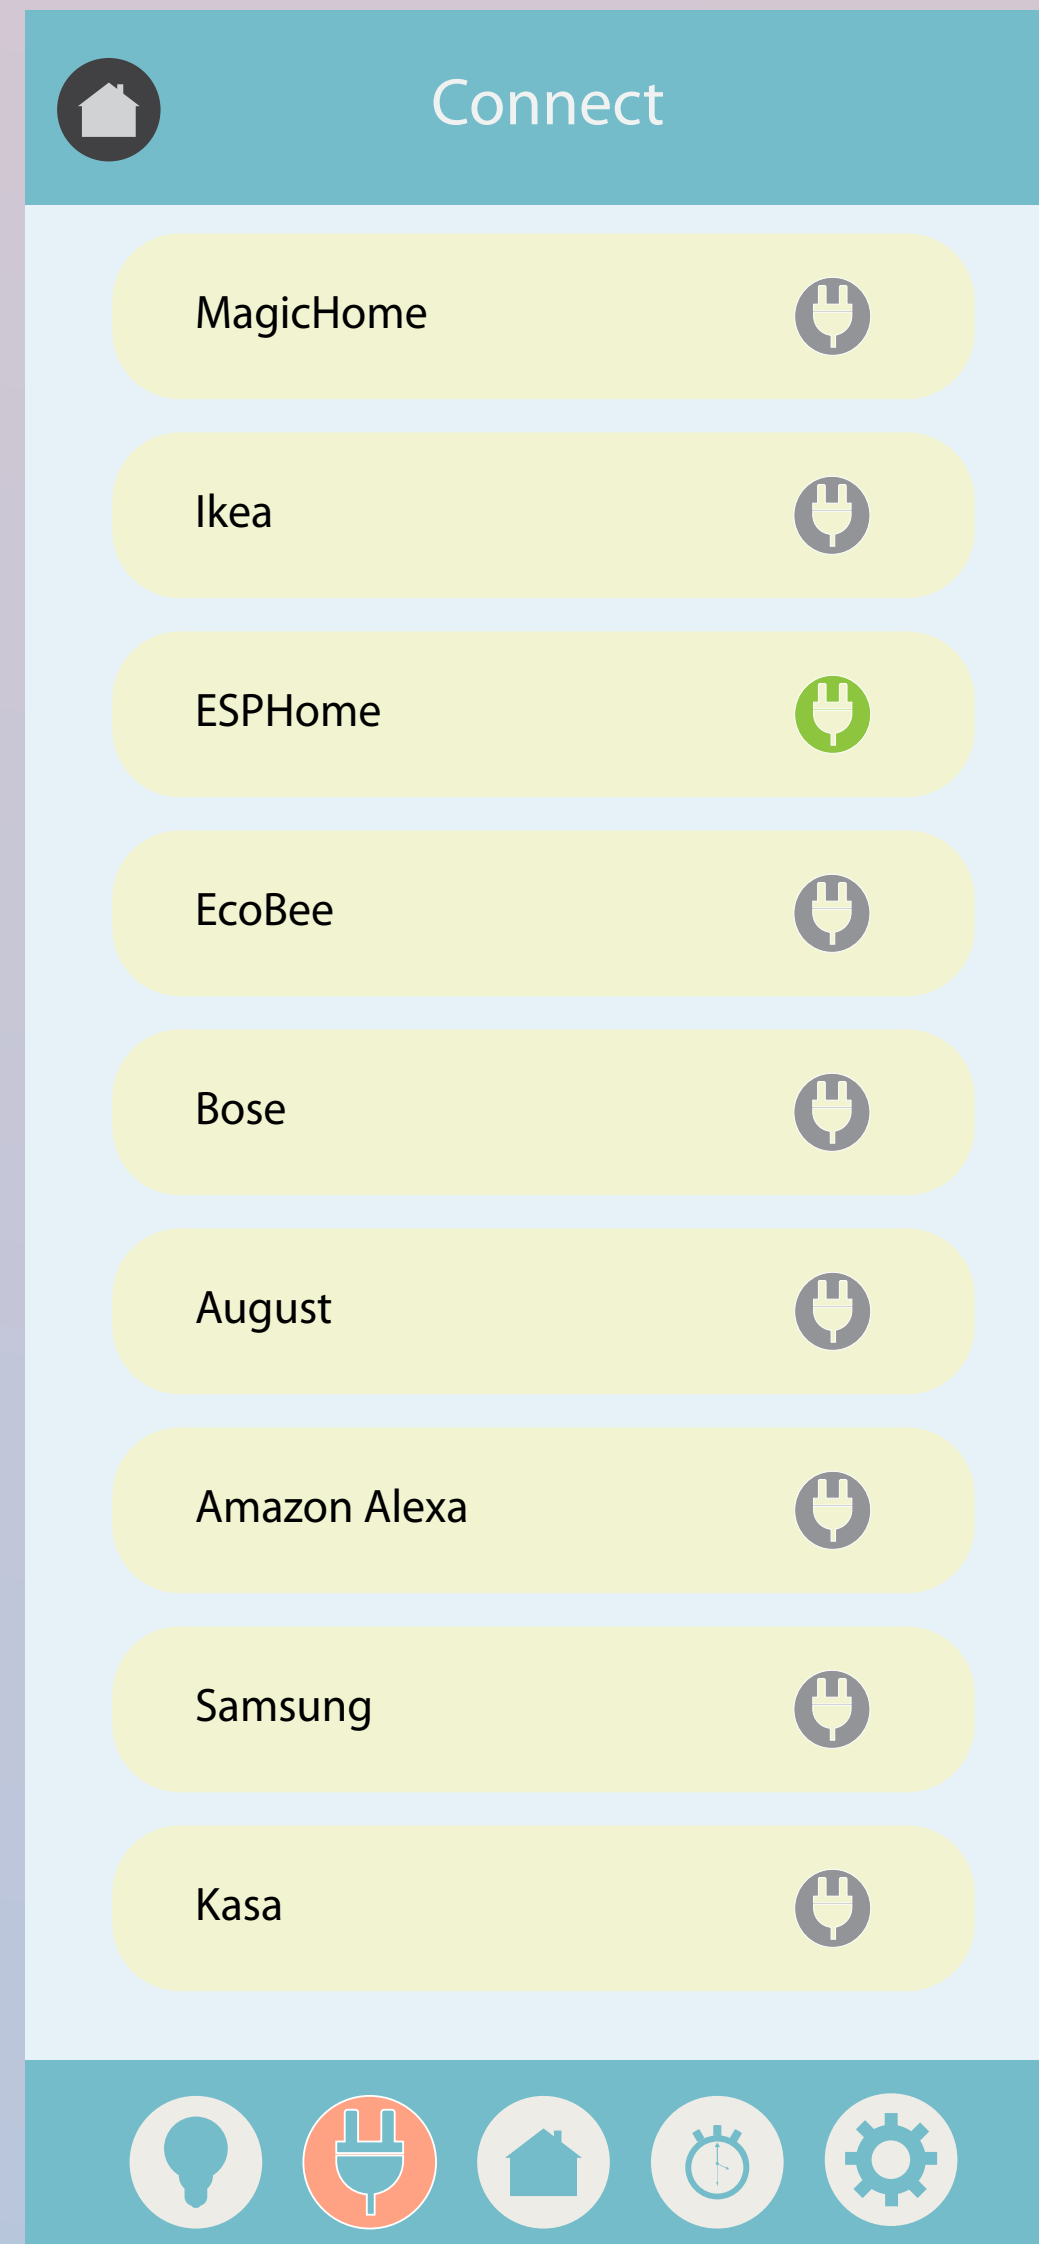 Connect
MagicHome
Ikea
ESPHome
EcoBee
Bose
August
Amazon Alexa
Samsung
Kasa